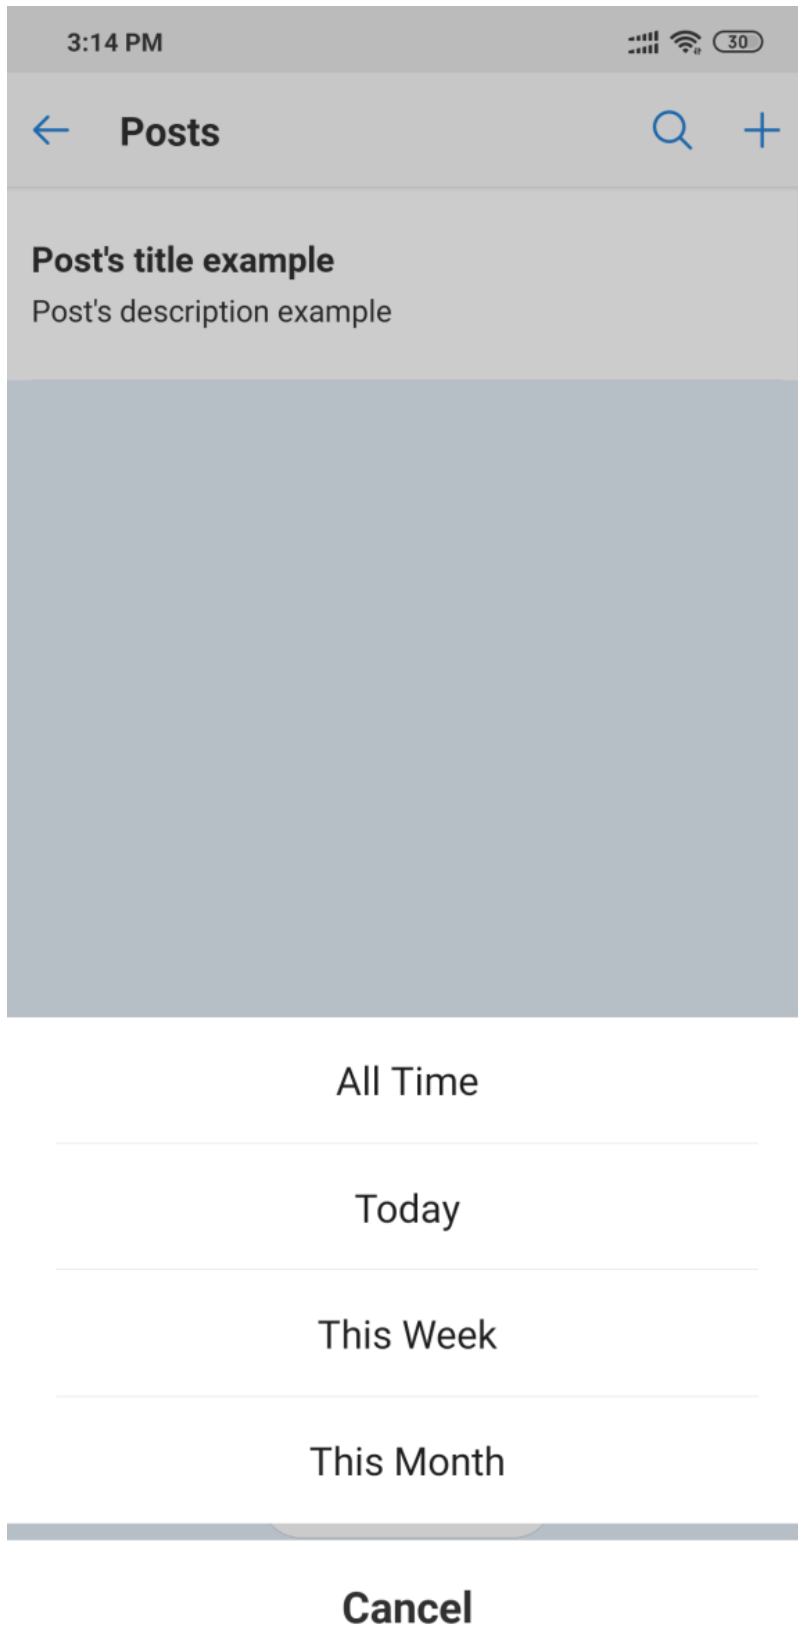 3:14 PM 30
Posts
Post's title example
Post's description example
All Time
Today
This Week
This Month
Cancel